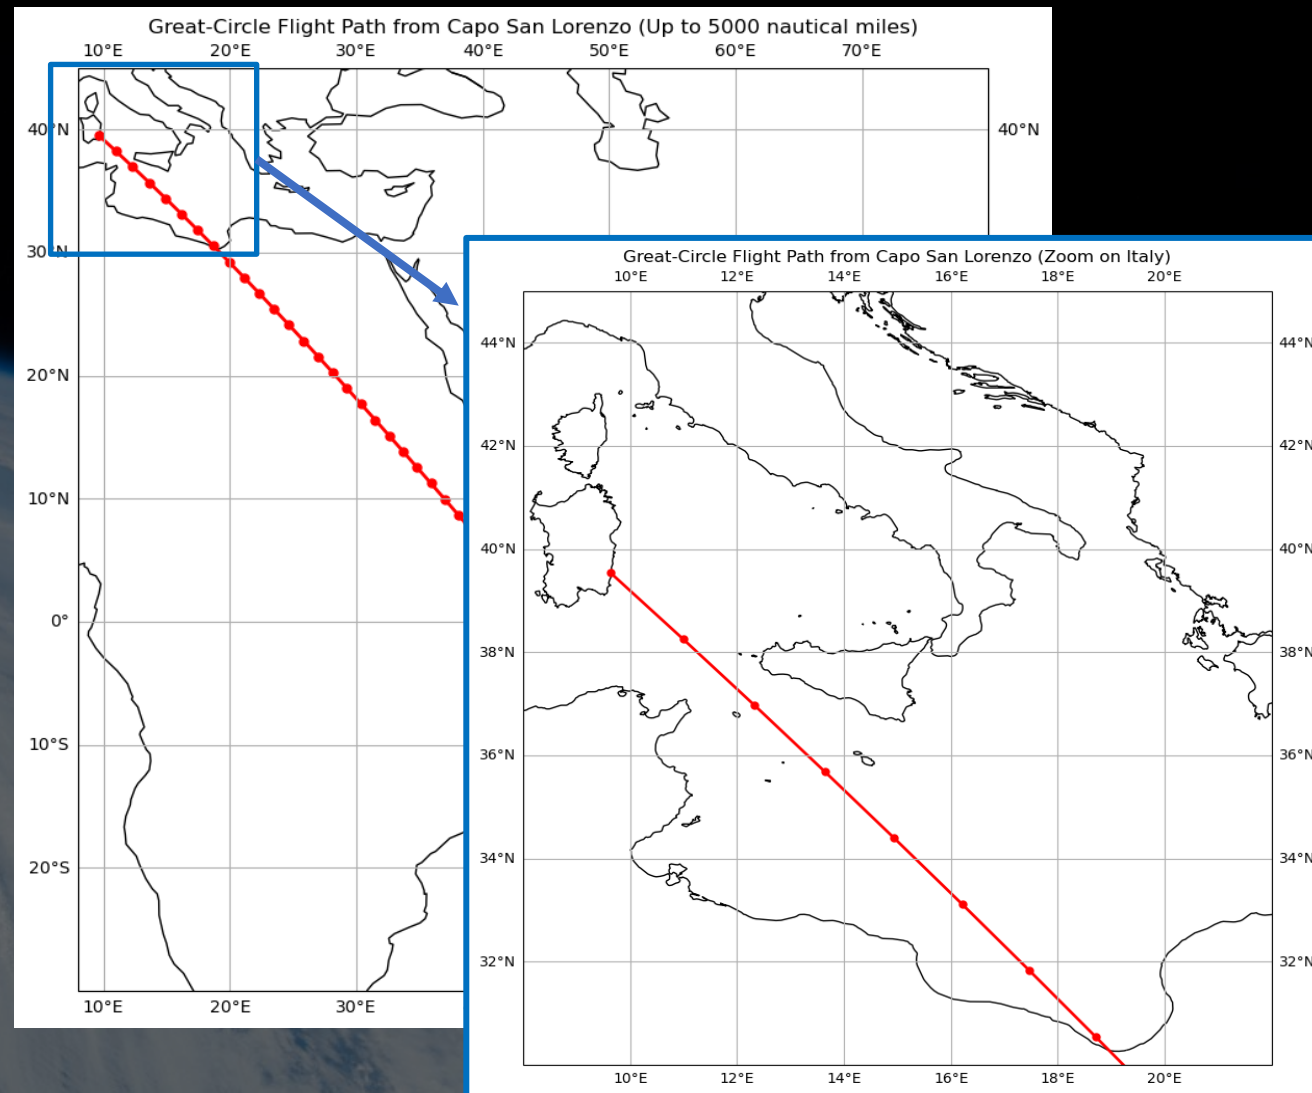 Great-Circle Flight Path from Capo San Lorenzo (Up to 5000 nautical miles)
10°E 20°E 30°E 40°E 50°E 60°E 70°E
40°N 40°N
30°N
20°N
10°N
0°
10°S
20°S
10°E 20°E 30°E
Great-Circle Flight Path from Capo San Lorenzo (Zoom on Italy)
10°E 12°E 14°E 16°E 18°E 20°E
44°N 44°N
42°N 42°N
40°N 40°N
38°N 38°N
36°N 36°N
34°N 34°N
32°N 32°N
10°E 12°E 14°E 16°E 18°E 20°E